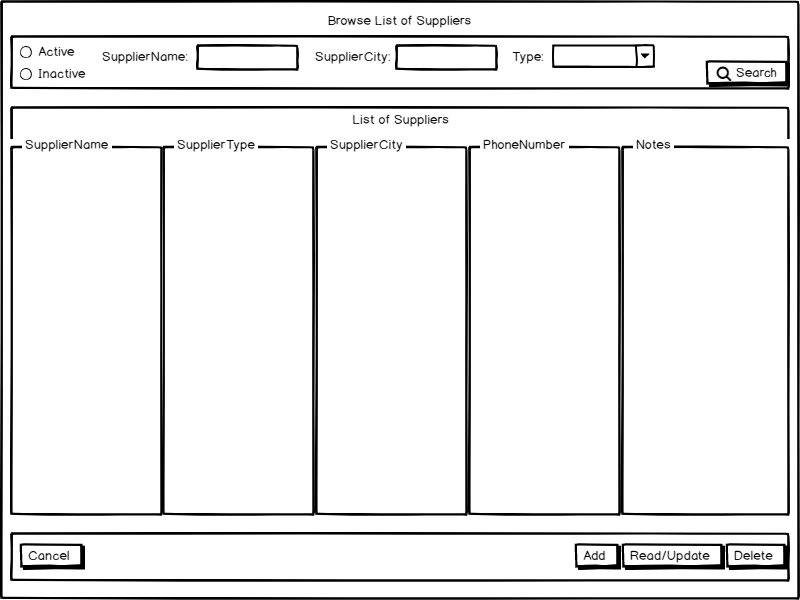 Browse List of Suppliers
Active
SupplierName:
SupplierCity:
Type:
Inactive
Search
List of Suppliers
SupplierName
SupplierType
SupplierCity
PhoneNumber
Notes
Cancel
Add
Read/Update
Delete